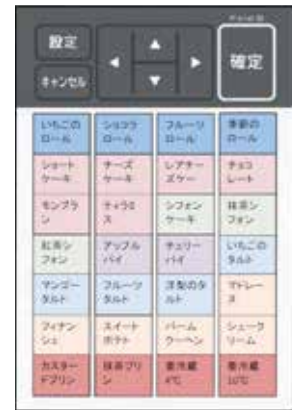 設定
キャンセル
確定
いちごの
ロール
ショコラ
ロール
フルーツ
ロール
季節の
ロール
ショート
ケーキ
チーズ
ケーキ
レアチー
ズケー
チョコ
レート
モンブラ
ン
ティラミ
ス
シフォン
ケーキ
抹茶シ
フォン
紅茶シ
フォン
アップル
パイ
チェリー
パイ
いちごの
タルト
マンゴー
タルト
フルーツ
タルト
洋梨のタ
ルト
マドレー
ヌ
フィナン
シェ
スイート
ポテト
バーム
クーヘン
シューク
リーム
カスター
ドプリン
抹茶プリ
ン
要冷蔵
要冷蔵
10℃